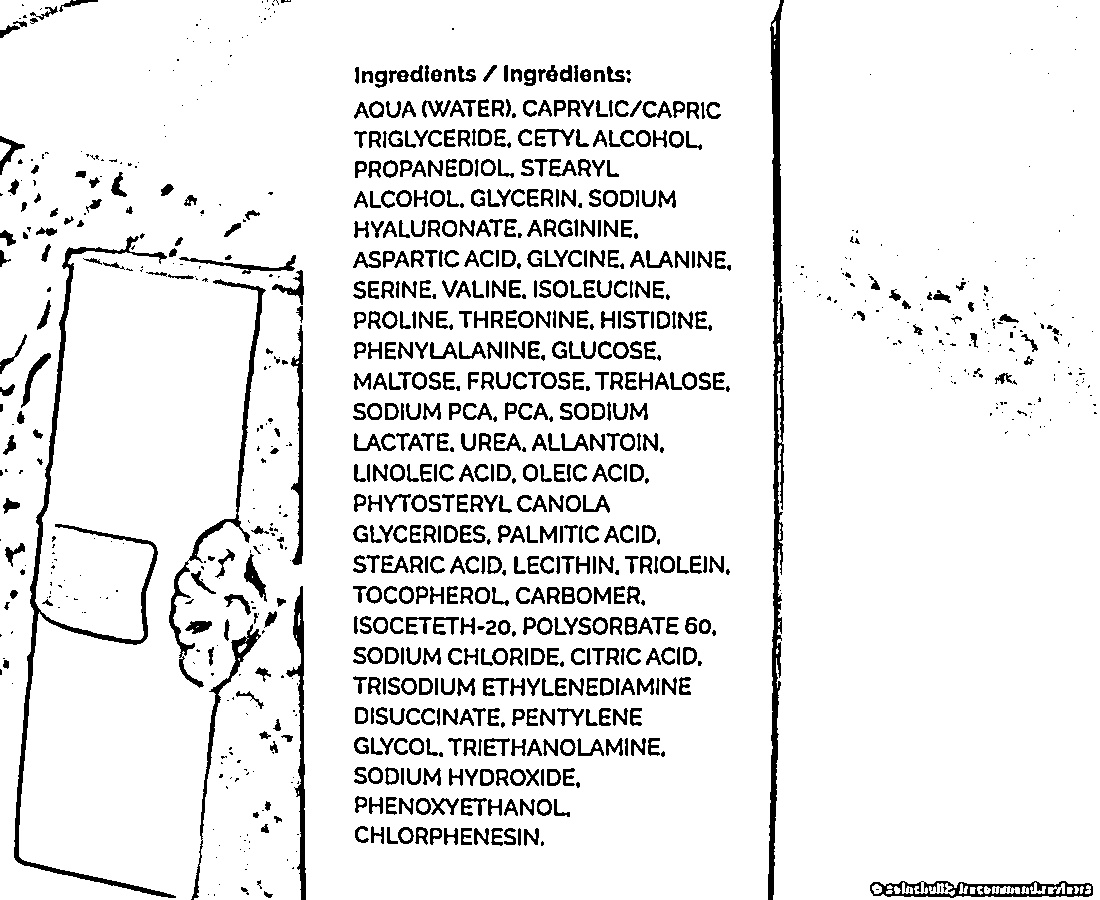 Ingredients / Ingrédients:
AQUA (WATER), CAPRYLIC/CAPRIC
TRIGLYCERIDE, CETYL ALCOHOL,
PROPANEDIOL, STEARYL
ALCOHOL, GLYCERIN, SODIUM
HYALURONATE, ARGININE,
ASPARTIC ACID, GLYCINE, ALANINE,
SERINE, VALINE, ISOLEUCINE,
PROLINE, THREONINE, HISTIDINE,
PHENYLALANINE, GLUCOSE,
MALTOSE, FRUCTOSE, TREHALOSE,
SODIUM PCA, PCA, SODIUM
LACTATE, UREA, ALLANTOIN,
LINOLEIC ACID, OLEIC ACID,
PHYTOSTERYL CANOLA
GLYCERIDES, PALMITIC ACID,
STEARIC ACID, LECITHIN, TRIOLEIN,
TOCOPHEROL, CARBOMER,
ISOCETETH-20, POLYSORBATE 60,
SODIUM CHLORIDE, CITRIC ACID,
TRISODIUM ETHYLENEDIAMINE
DISUCCINATE, PENTYLENE
GLYCOL, TRIETHANOLAMINE,
SODIUM HYDROXIDE,
PHENOXYETHANOL,
CHLORPHENESIN.